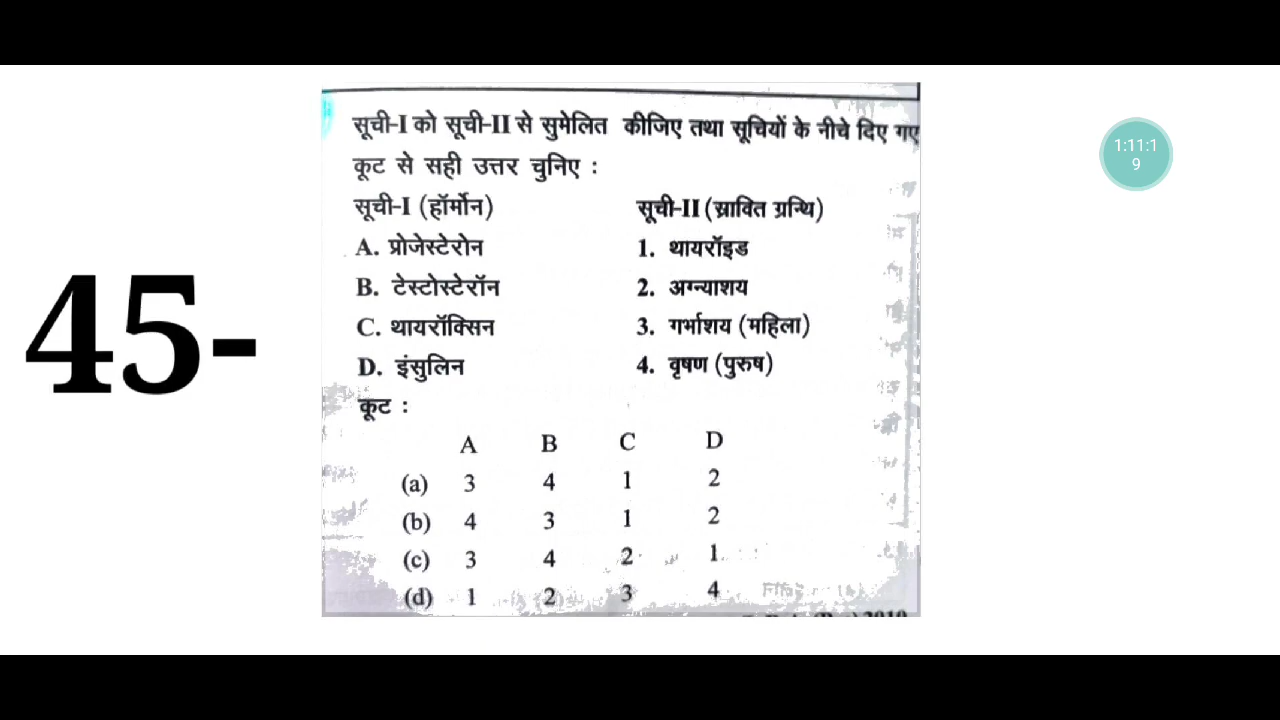 45-
1:11:1
9
सूची-I को सूची-II से सुमेलित कीजिए तथा सूचियों के नीचे दिए गए
कूट से सही उत्तर चुनिए :
सूची-I (हॉर्मोन) सूची-II (स्रावित ग्रन्थि)
A. प्रोजेस्टेरोन 1. थायरॉइड
B. टेस्टोस्टेरॉन 2. अग्न्याशय
C. थायरॉक्सिन 3. गर्भाशय (महिला)
D. इंसुलिन 4. वृषण (पुरुष)
कूट :
A B C D
(a) 3 4 1 2
(b) 4 3 1 2
(c) 3 4 2 1
(d) 1 2 3 4